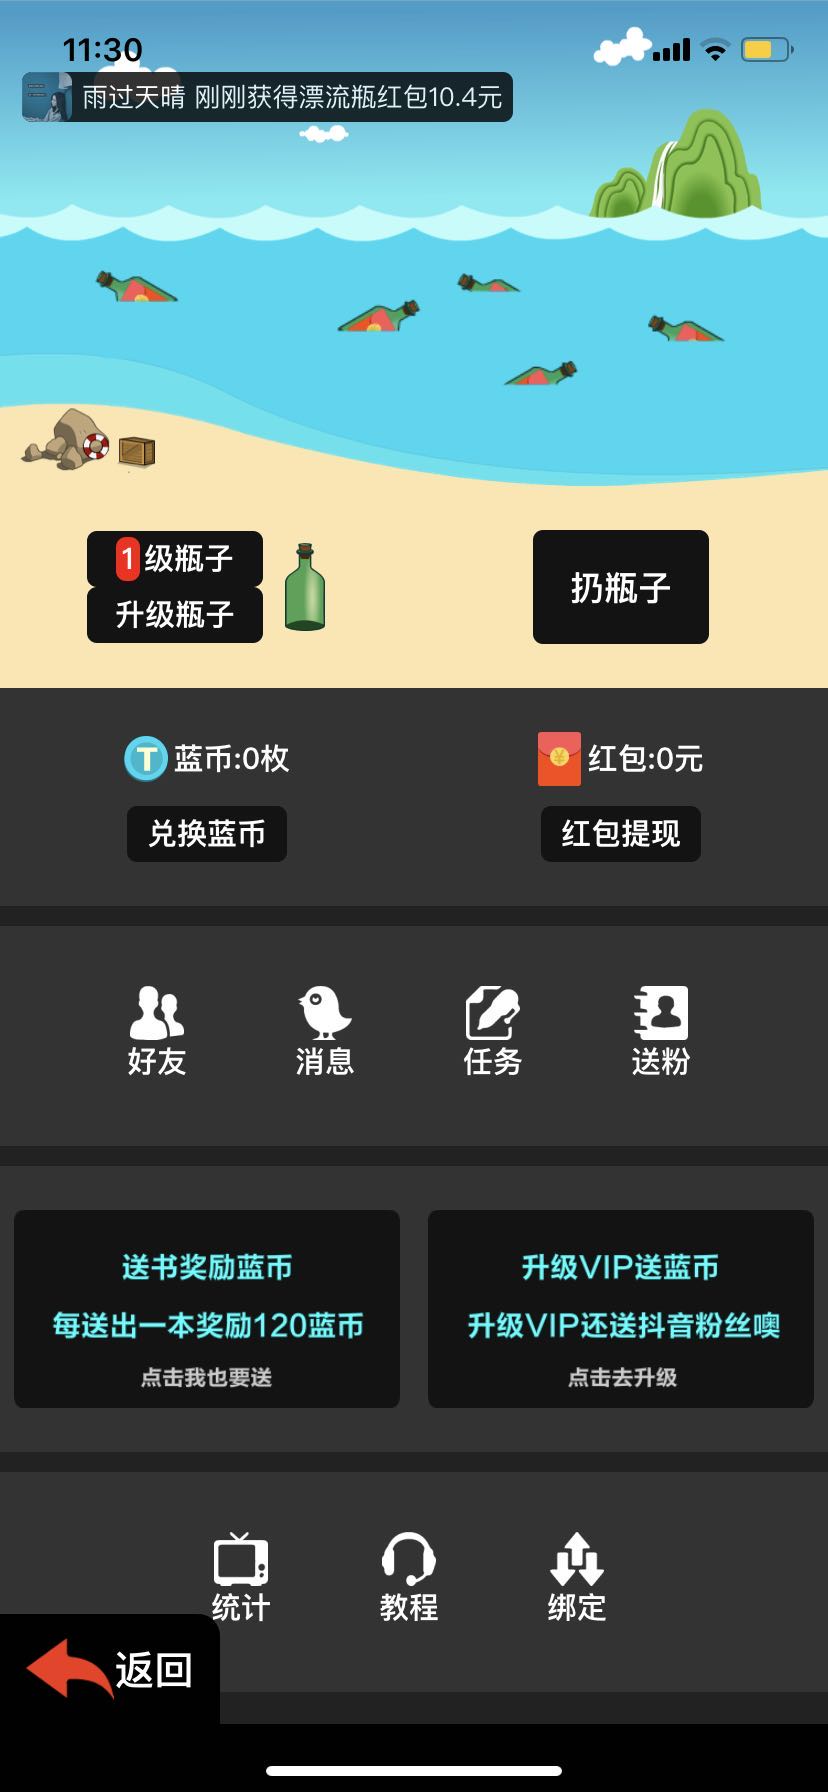 11:30
雨过天晴 刚刚获得漂流瓶红包10.4元
1级瓶子
升级瓶子
扔瓶子
T 蓝币:0枚
¥ 红包:0元
兑换蓝币
红包提现
好友
消息
任务
送粉
送书奖励蓝币
每送出一本奖励120蓝币
点击我也要送
升级VIP送蓝币
升级VIP还送抖音粉丝噢
点击去升级
统计
教程
绑定
返回